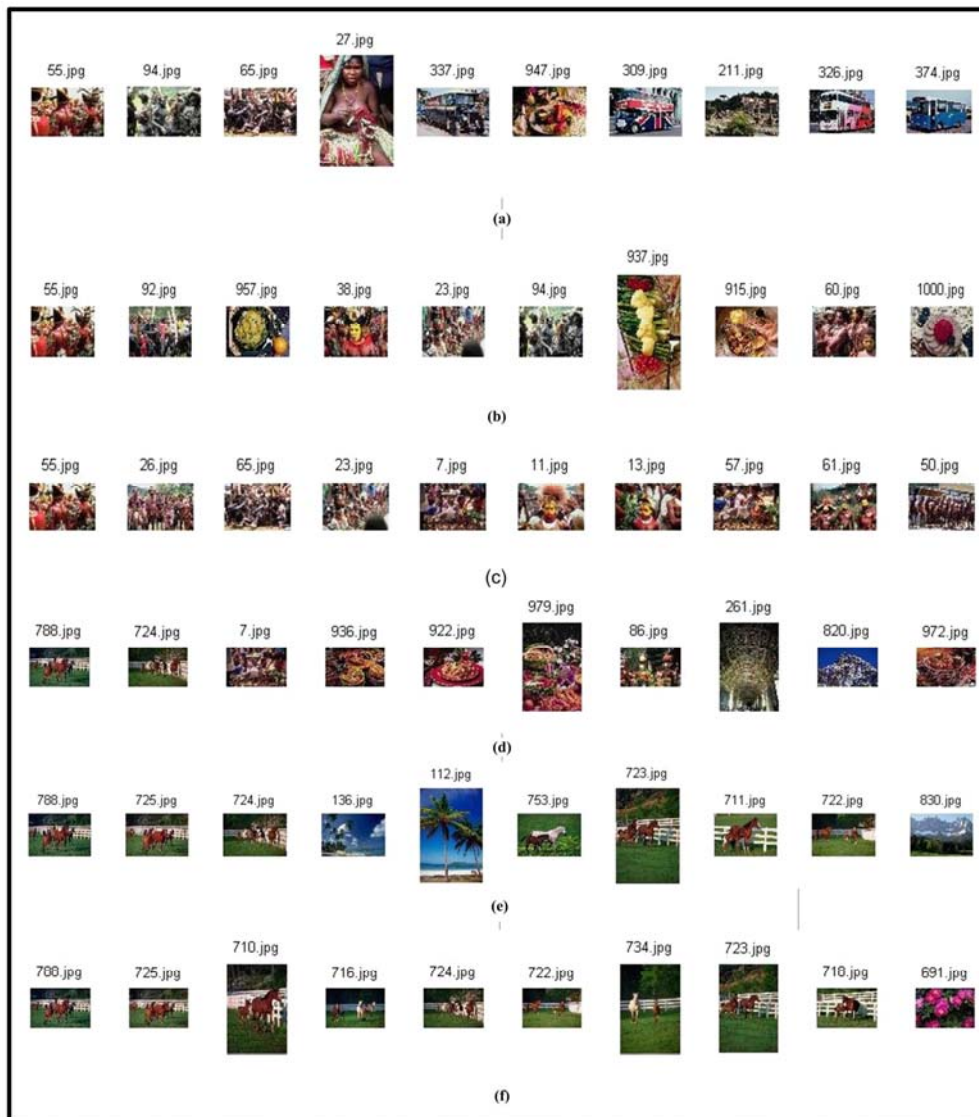 27.jpg
55.jpg 94.jpg 65.jpg 337.jpg 947.jpg 309.jpg 211.jpg 326.jpg 374.jpg
(a)
937.jpg
55.jpg 92.jpg 957.jpg 38.jpg 23.jpg 94.jpg 915.jpg 60.jpg 1000.jpg
(b)
55.jpg 26.jpg 65.jpg 23.jpg 7.jpg 11.jpg 13.jpg 57.jpg 61.jpg 50.jpg
(c)
979.jpg 261.jpg
788.jpg 724.jpg 7.jpg 936.jpg 922.jpg 86.jpg 820.jpg 972.jpg
(d)
112.jpg 723.jpg
788.jpg 725.jpg 724.jpg 136.jpg 753.jpg 711.jpg 722.jpg 830.jpg
(e)
710.jpg 734.jpg 723.jpg
788.jpg 725.jpg 716.jpg 724.jpg 722.jpg 718.jpg 691.jpg
(f)